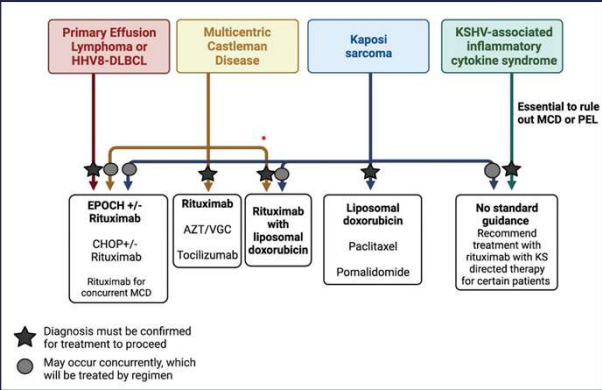 Primary Effusion
Lymphoma or
HHV8-DLBCL
Multicentric
Castleman
Disease
Kaposi
sarcoma
KSHV-associated
inflammatory
cytokine syndrome
Essential to rule
out MCD or PEL
EPOCH +/-
Rituximab
CHOP+/-
Rituximab
Rituximab for
concurrent MCD
Rituximab
AZT/VGC
Tocilizumab
Rituximab
with
liposomal
doxorubicin
Liposomal
doxorubicin
Paclitaxel
Pomalidomide
No standard
guidance
Recommend
treatment with
rituximab with KS
directed therapy
for certain patients
Diagnosis must be confirmed
for treatment to proceed
May occur concurrently, which
will be treated by regimen